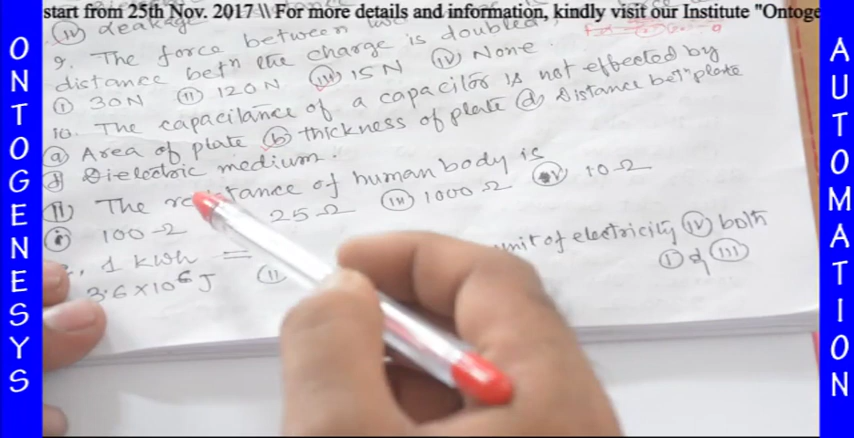 start from 25th Nov. 2017 \\ For more details and information, kindly visit our Institute "Ontoge
ONTOGENESYS
AUTOMATION
(iv) Leakage
9. The force between
distance betn the charge is doubled,
(i) 30N (ii) 120N (iii) 15N (iv) None.
10. The capacitance of a capacitor is not effected by
(a) Area of plate (b) thickness of plate (d) Distance betn plate
(d) Dielectric medium.
11) The resistance of human body is
(i) 100Ω 25Ω (iii) 1000Ω (iv) 10Ω
1 kwh =
3.6×10⁶J (ii) unit of electricity (iv) both
(i) & (iii)